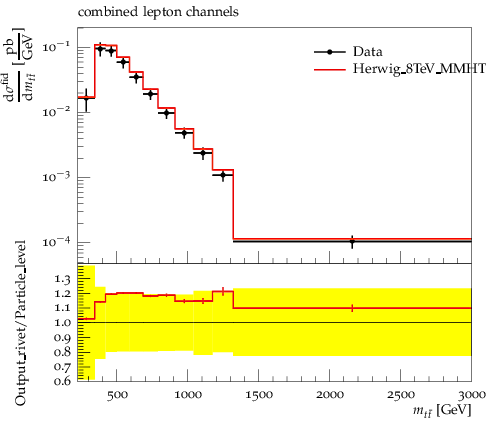 combined lepton channels
dσ^fid/dm_tt̄ [pb/GeV]
10^−1
10^−2
10^−3
10^−4
Data
Herwig_8TeV_MMHT
Output_rivet/Particle_level
1.3
1.2
1.1
1.0
0.9
0.8
0.7
0.6
500 1000 1500 2000 2500 3000
m_tt̄ [GeV]